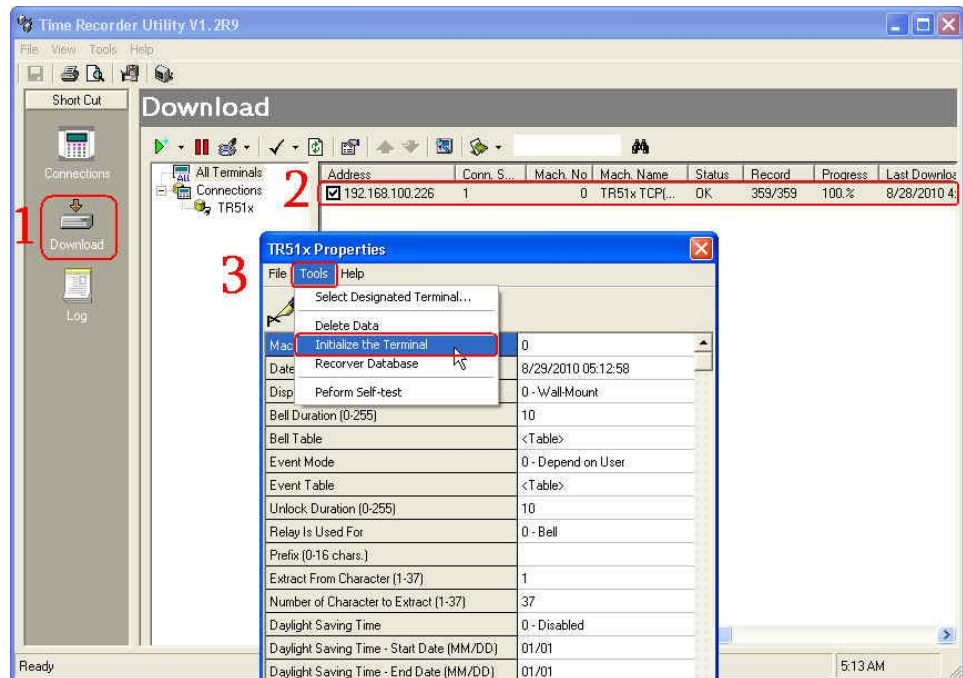 Time Recorder Utility V1.2R9
File View Tools Help
Short Cut
Connections
1
Download
Log
Download
All Terminals
Connections
TR51x
2
Address Conn. S... Mach. No Mach. Name Status Record Progress Last Downloa
192.168.100.226 1 0 TR51x TCP(... OK 359/359 100.% 8/28/2010 4:
3
TR51x Properties
File Tools Help
Select Designated Terminal...
Delete Data
Initialize the Terminal
Recorver Database
Peform Self-test
Mac 0
Date 8/29/2010 05:12:58
Disp 0 - Wall-Mount
Bell Duration (0-255) 10
Bell Table <Table>
Event Mode 0 - Depend on User
Event Table <Table>
Unlock Duration (0-255) 10
Relay Is Used For 0 - Bell
Prefix (0-16 chars.)
Extract From Character (1-37) 1
Number of Character to Extract (1-37) 37
Daylight Saving Time 0 - Disabled
Daylight Saving Time - Start Date (MM/DD) 01/01
Daylight Saving Time - End Date (MM/DD) 01/01
Ready 5:13 AM